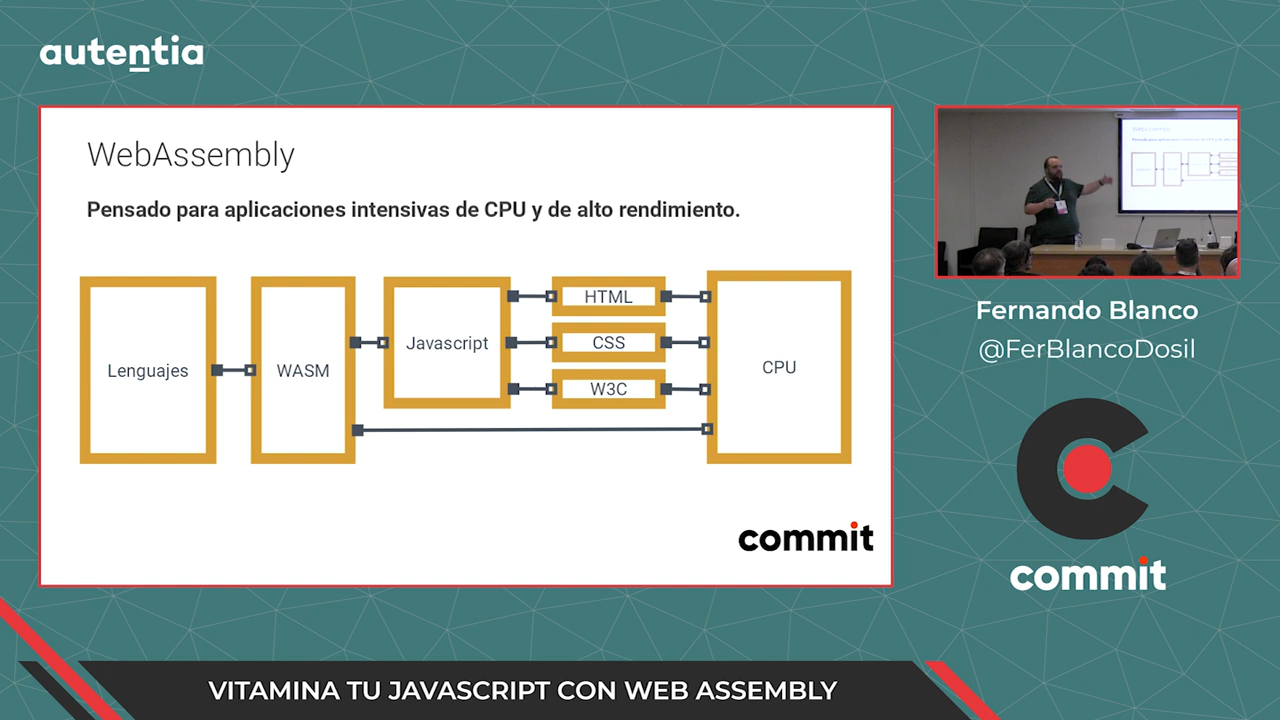 autentia
WebAssembly
Pensado para aplicaciones intensivas de CPU y de alto rendimiento.
Lenguajes
WASM
Javascript
HTML
CSS
W3C
CPU
commit
Fernando Blanco
@FerBlancoDosil
commit
VITAMINA TU JAVASCRIPT CON WEB ASSEMBLY